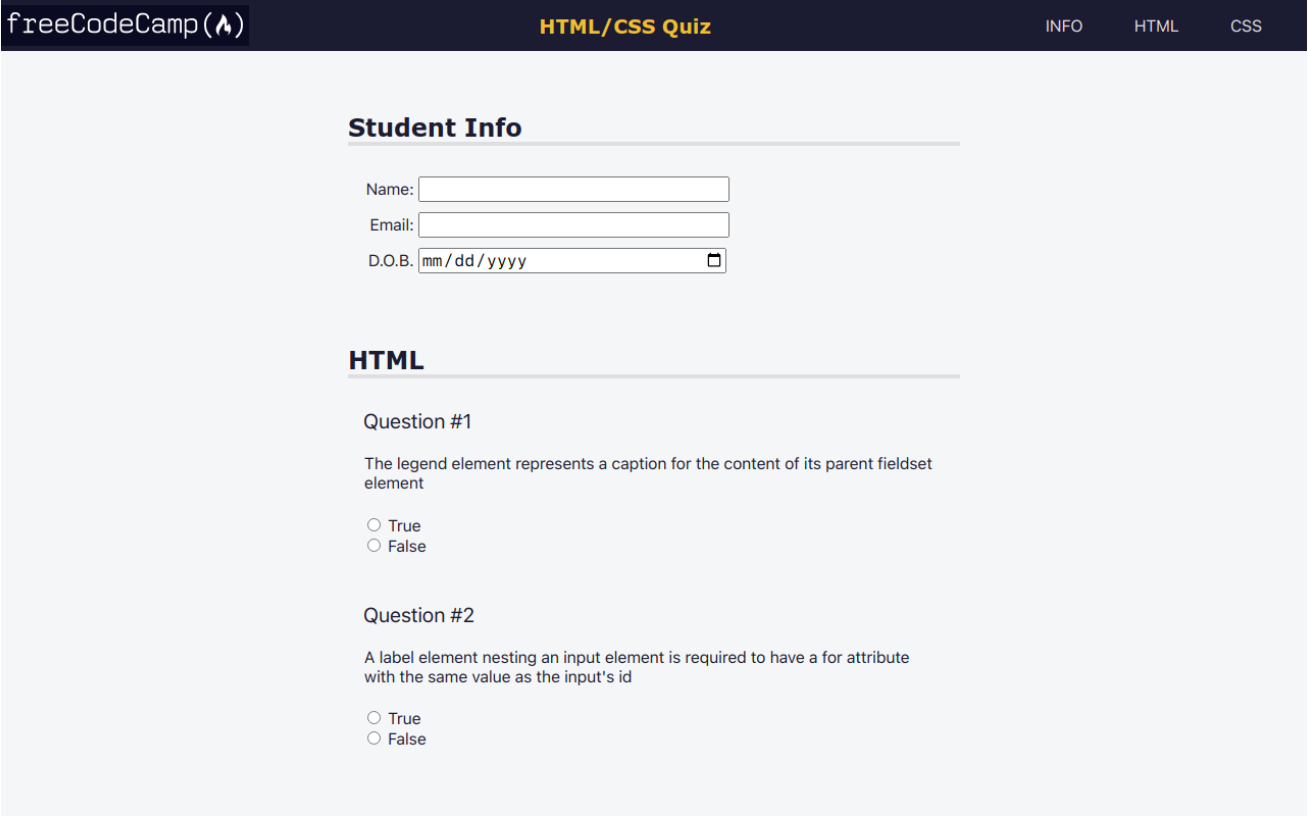 freeCodeCamp(🔥)
HTML/CSS Quiz
INFO
HTML
CSS
Student Info
Name:
Email:
D.O.B. mm/dd/yyyy
HTML
Question #1
The legend element represents a caption for the content of its parent fieldset
element
True
False
Question #2
A label element nesting an input element is required to have a for attribute
with the same value as the input's id
True
False